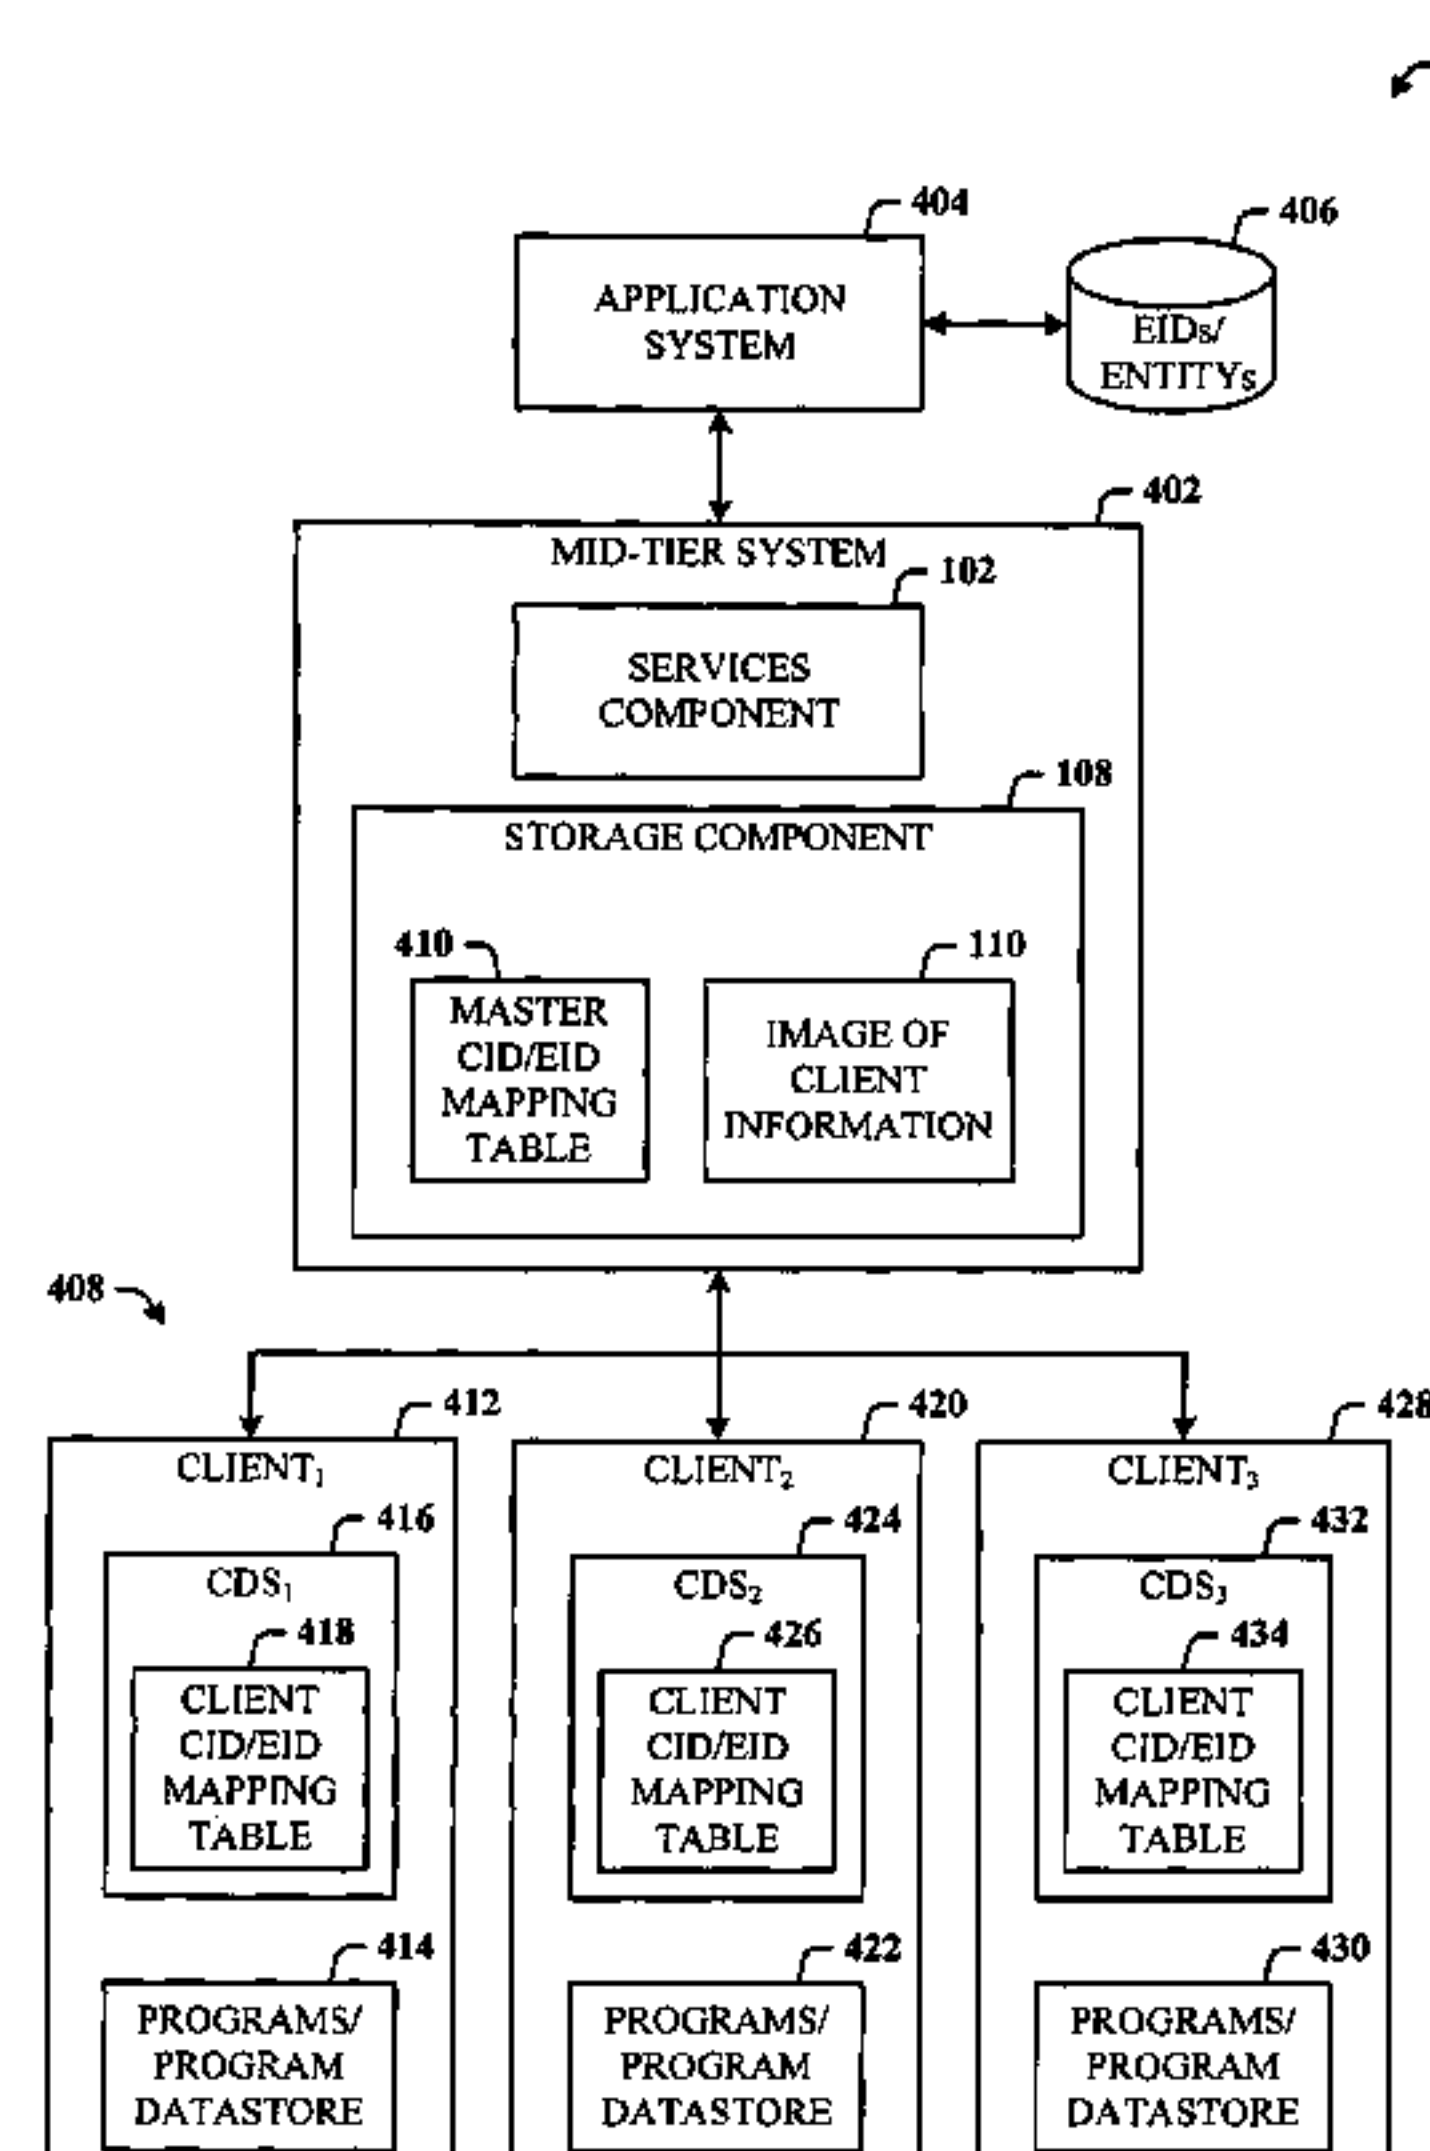 404
406
APPLICATION
SYSTEM
EIDs/
ENTITYs
402
MID-TIER SYSTEM
102
SERVICES
COMPONENT
108
STORAGE COMPONENT
410
110
MASTER
CID/EID
MAPPING
TABLE
IMAGE OF
CLIENT
INFORMATION
408
412
420
428
CLIENT₁
CLIENT₂
CLIENT₃
416
424
432
CDS₁
CDS₂
CDS₃
418
426
434
CLIENT
CID/EID
MAPPING
TABLE
CLIENT
CID/EID
MAPPING
TABLE
CLIENT
CID/EID
MAPPING
TABLE
414
422
430
PROGRAMS/
PROGRAM
DATASTORE
PROGRAMS/
PROGRAM
DATASTORE
PROGRAMS/
PROGRAM
DATASTORE